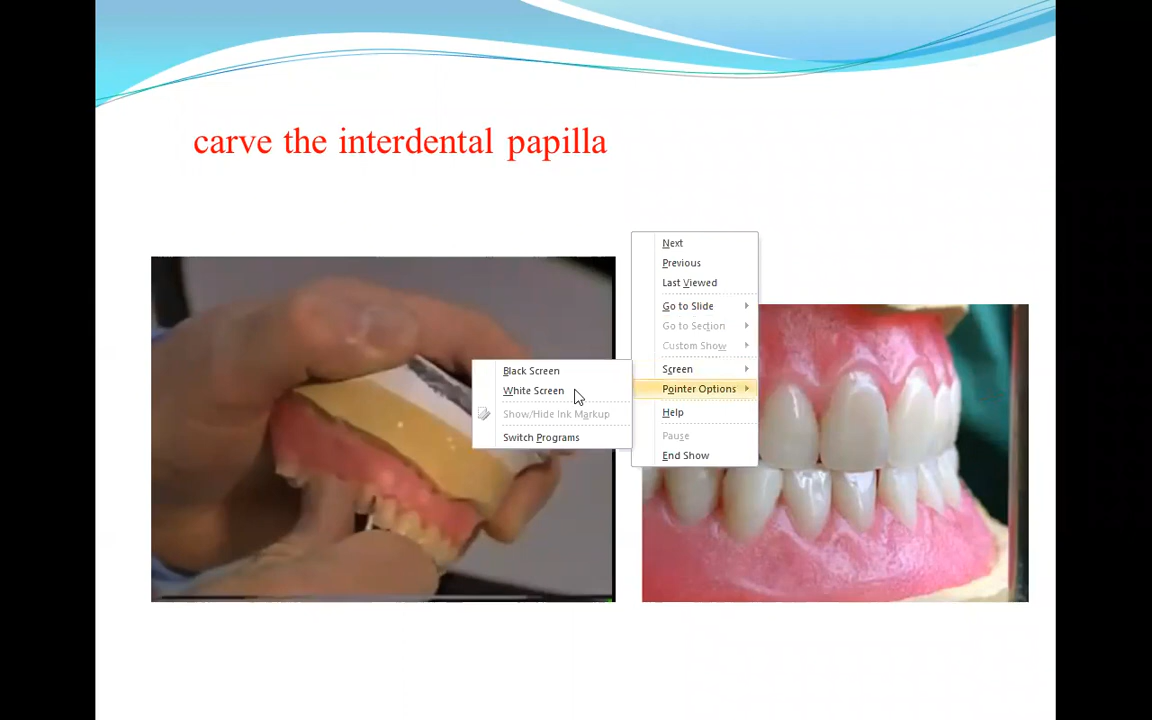 carve the interdental papilla
Next
Previous
Last Viewed
Go to Slide
Go to Section
Custom Show
Screen
Pointer Options
Help
Pause
End Show
Black Screen
White Screen
Show/Hide Ink Markup
Switch Programs